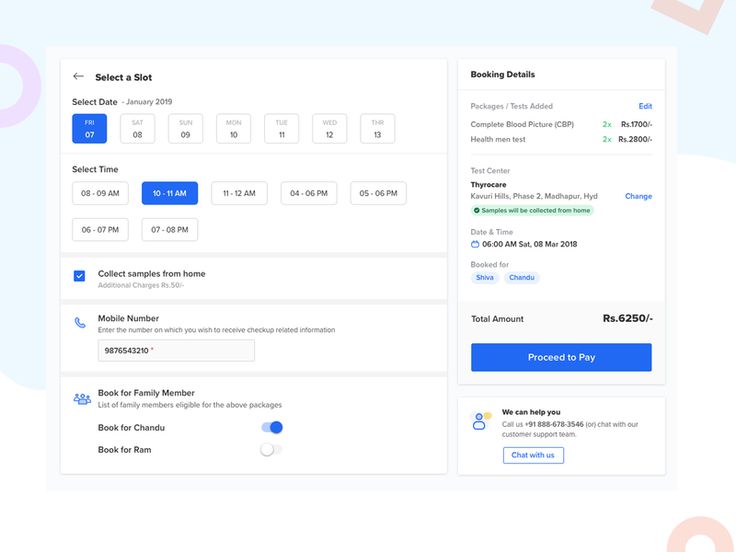 Select a Slot
Select Date - January 2019
FRI SAT SUN MON TUE WED THR
07 08 09 10 11 12 13
Select Time
08 - 09 AM 10 - 11 AM 11 - 12 AM 04 - 06 PM 05 - 06 PM
06 - 07 PM 07 - 08 PM
Collect samples from home
Additional Charges Rs.50/-
Mobile Number
Enter the number on which you wish to receive checkup related information
9876543210 *
Book for Family Member
List of family members eligible for the above packages
Book for Chandu
Book for Ram
Booking Details
Packages / Tests Added Edit
Complete Blood Picture (CBP) 2x Rs.1700/-
Health men test 2x Rs.2800/-
Test Center
Thyrocare
Kavuri Hills, Phase 2, Madhapur, Hyd Change
Samples will be collected from home
Date & Time
06:00 AM Sat, 08 Mar 2018
Booked for
Shiva Chandu
Total Amount Rs.6250/-
Proceed to Pay
We can help you
Call us +91 888-678-3546 (or) chat with our
customer support team.
Chat with us